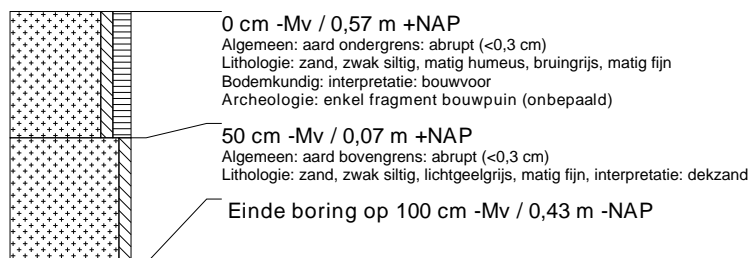 0 cm -Mv / 0,57 m +NAP
Algemeen: aard ondergrens: abrupt (<0,3 cm)
Lithologie: zand, zwak siltig, matig humeus, bruingrijs, matig fijn
Bodemkundig: interpretatie: bouwvoor
Archeologie: enkel fragment bouwpuin (onbepaald)
50 cm -Mv / 0,07 m +NAP
Algemeen: aard bovengrens: abrupt (<0,3 cm)
Lithologie: zand, zwak siltig, lichtgeelgrijs, matig fijn, interpretatie: dekzand
Einde boring op 100 cm -Mv / 0,43 m -NAP